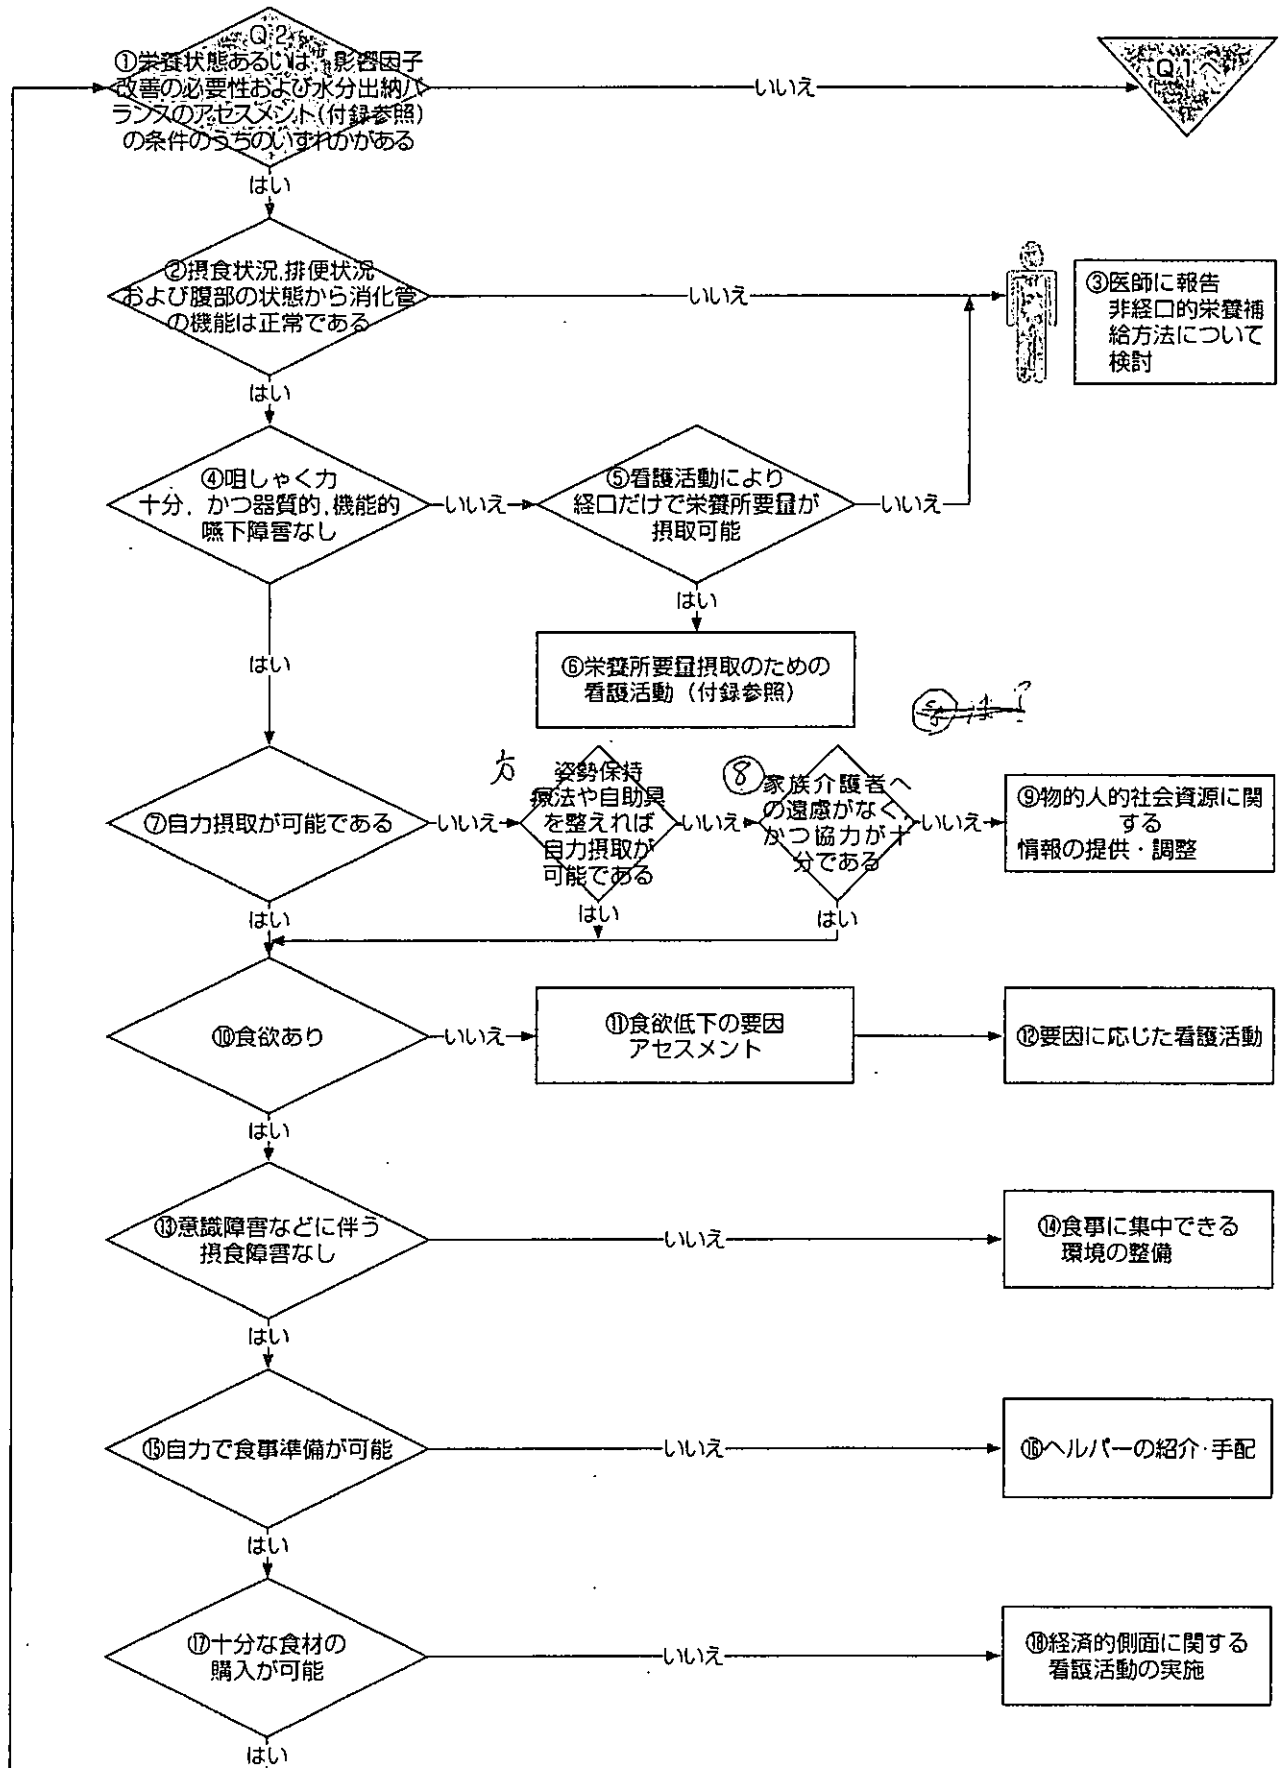 Q2
①栄養状態あるいは、影響因子
改善の必要性および水分出納バ
ランスのアセスメント(付録参照)
の条件のうちのいずれかがある
いいえ
Q1へ
はい
②摂食状況,排便状況
および腹部の状態から消化管
の機能は正常である
いいえ
③医師に報告
非経口的栄養補
給方法について
検討
はい
④咀しゃく力
十分、かつ器質的,機能的
嚥下障害なし
いいえ
⑤看護活動により
経口だけで栄養所要量が
摂取可能
いいえ
はい
はい
⑥栄養所要量摂取のための
看護活動(付録参照)
⑦自力摂取が可能である
いいえ
姿勢保持
療法や自助具
を整えれば
自力摂取が
可能である
いいえ
⑧家族介護者へ
の遠慮がなく,
かつ協力が十
分である
いいえ
⑨物的人的社会資源に関
する
情報の提供・調整
はい
はい
はい
⑩食欲あり
いいえ
⑪食欲低下の要因
アセスメント
⑫要因に応じた看護活動
はい
⑬意識障害などに伴う
摂食障害なし
いいえ
⑭食事に集中できる
環境の整備
はい
⑮自力で食事準備が可能
いいえ
⑯ヘルパーの紹介・手配
はい
⑰十分な食材の
購入が可能
いいえ
⑱経済的側面に関する
看護活動の実施
はい